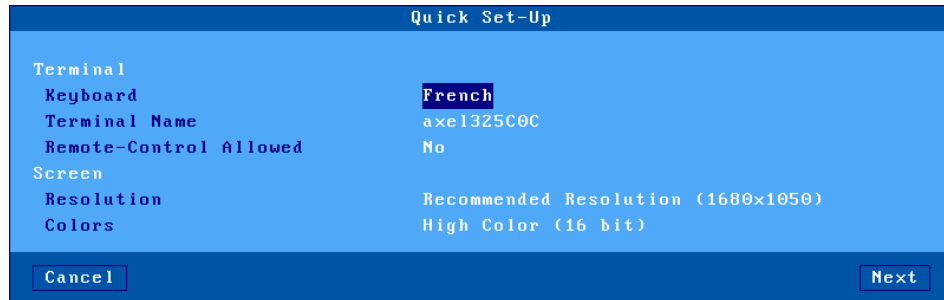 Quick Set-Up
Terminal
Keyboard French
Terminal Name axel325C0C
Remote-Control Allowed No
Screen
Resolution Recommended Resolution (1680x1050)
Colors High Color (16 bit)
Cancel Next